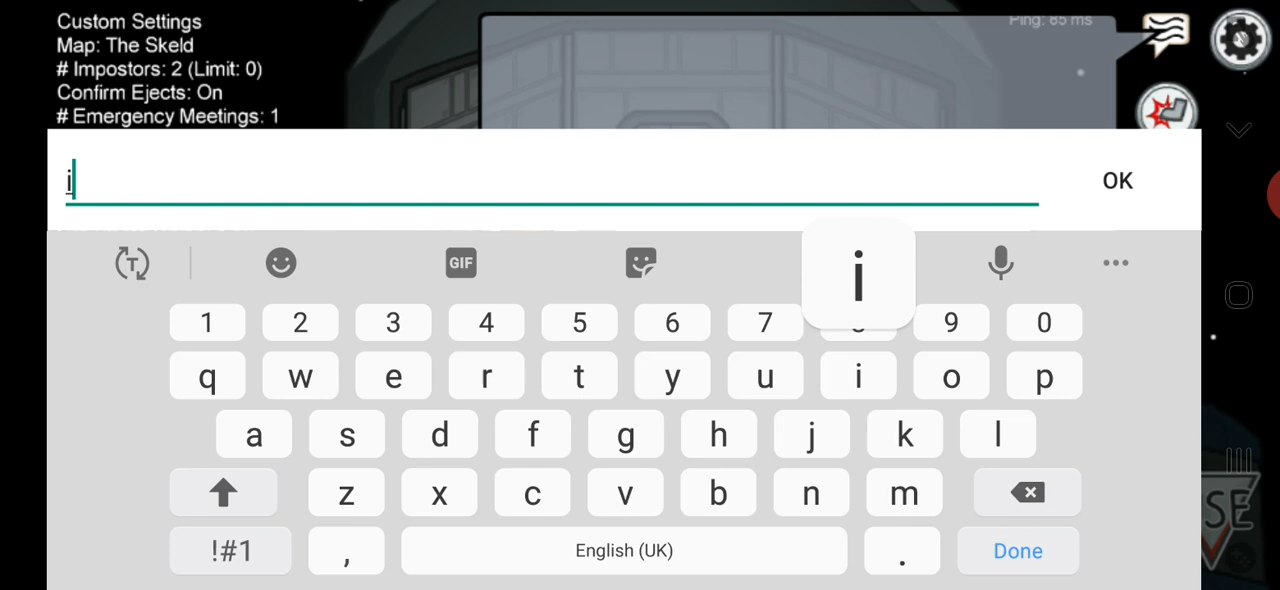 Custom Settings
Map: The Skeld
# Impostors: 2 (Limit: 0)
Confirm Ejects: On
# Emergency Meetings: 1
Ping: 85 ms
i
OK
T
GIF
i
1 2 3 4 5 6 7 9 0
q w e r t y u i o p
a s d f g h j k l
z x c v b n m
!#1 , English (UK) . Done
SE